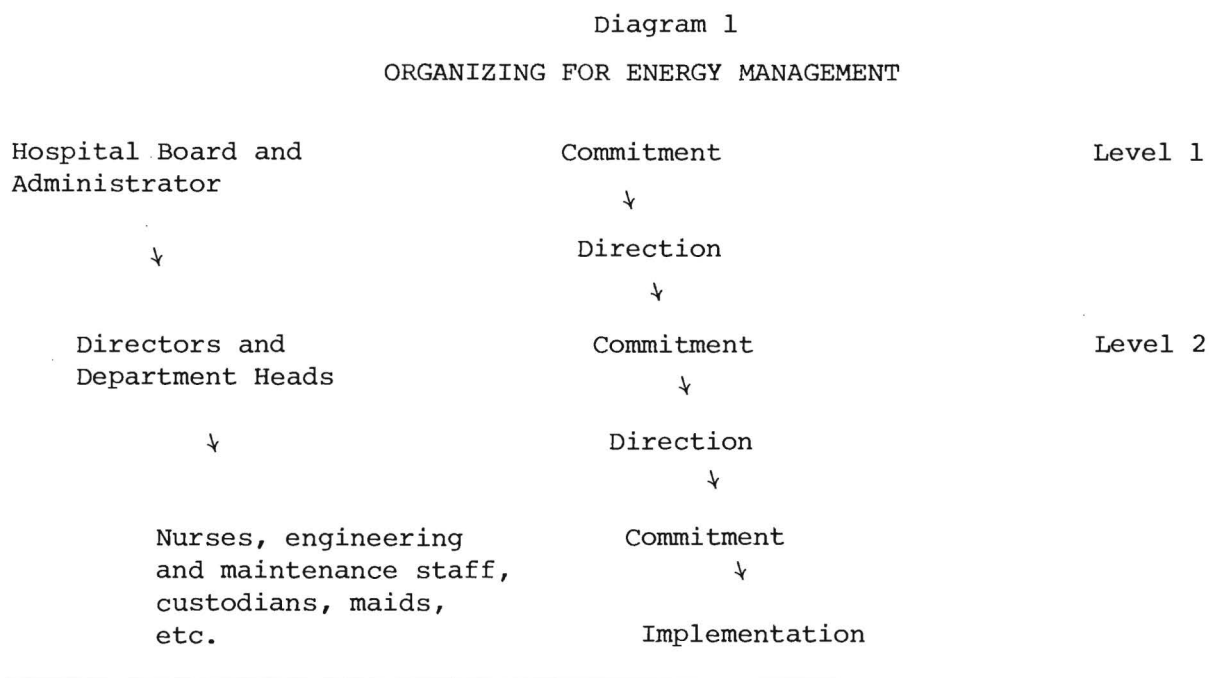 Diagram 1
ORGANIZING FOR ENERGY MANAGEMENT
Hospital Board and Administrator Commitment Level 1
↓
↓ Direction
↓
Directors and Department Heads Commitment Level 2
↓
↓ Direction
↓
Nurses, engineering and maintenance staff, custodians, maids, etc. Commitment
↓
Implementation